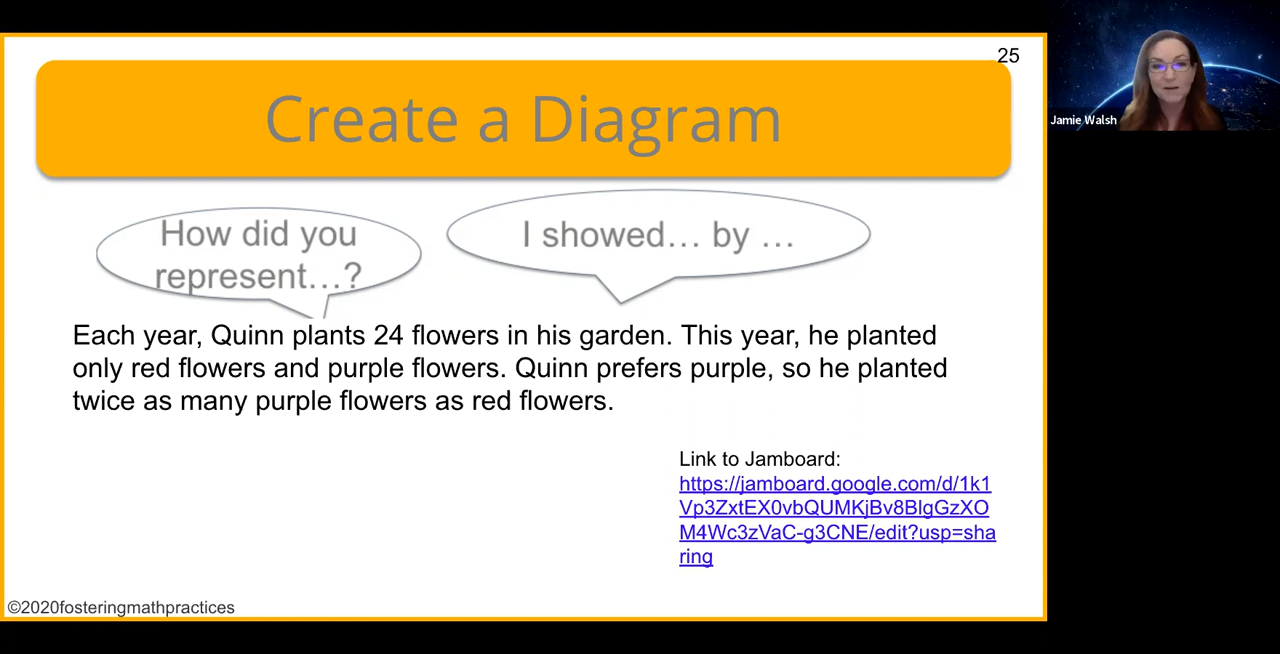 25
Create a Diagram
How did you
represent…?
I showed… by …
Each year, Quinn plants 24 flowers in his garden. This year, he planted
only red flowers and purple flowers. Quinn prefers purple, so he planted
twice as many purple flowers as red flowers.
Link to Jamboard:
https://jamboard.google.com/d/1k1
Vp3ZxtEX0vbQUMKjBv8BlgGzXO
M4Wc3zVaC-g3CNE/edit?usp=sha
ring
©2020fosteringmathpractices
Jamie Walsh